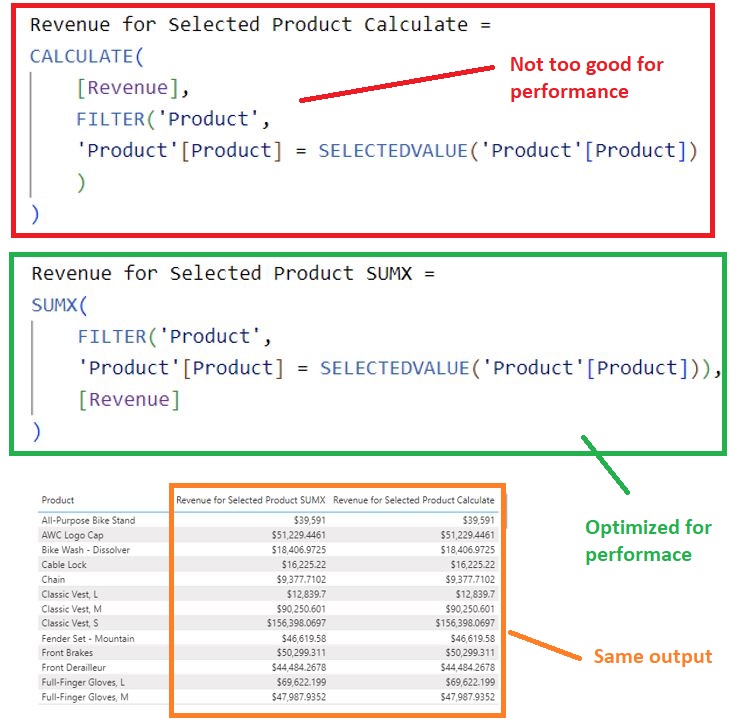 Revenue for Selected Product Calculate =
CALCULATE(
[Revenue],
FILTER('Product',
'Product'[Product] = SELECTEDVALUE('Product'[Product])
)
)
Not too good for
performance
Revenue for Selected Product SUMX =
SUMX(
FILTER('Product',
'Product'[Product] = SELECTEDVALUE('Product'[Product])),
[Revenue]
)
Optimized for
performace
Product Revenue for Selected Product SUMX Revenue for Selected Product Calculate
All-Purpose Bike Stand $39,591 $39,591
AWC Logo Cap $51,229.4461 $51,229.4461
Bike Wash - Dissolver $18,406.9725 $18,406.9725
Cable Lock $16,225.22 $16,225.22
Chain $9,377.7102 $9,377.7102
Classic Vest, L $12,839.7 $12,839.7
Classic Vest, M $90,250.601 $90,250.601
Classic Vest, S $156,398.0697 $156,398.0697
Fender Set - Mountain $46,619.58 $46,619.58
Front Brakes $50,299.311 $50,299.311
Front Derailleur $44,484.2678 $44,484.2678
Full-Finger Gloves, L $69,622.199 $69,622.199
Full-Finger Gloves, M $47,987.9352 $47,987.9352
Same output